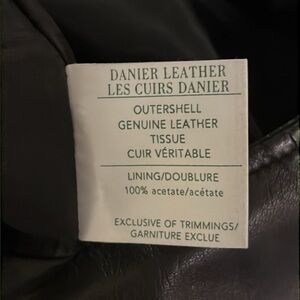 DANIER LEATHER
LES CUIRS DANIER
OUTERSHELL
GENUINE LEATHER
TISSUE
CUIR VÉRITABLE
LINING/DOUBLURE
100% acetate/acétate
EXCLUSIVE OF TRIMMINGS/
GARNITURE EXCLUE